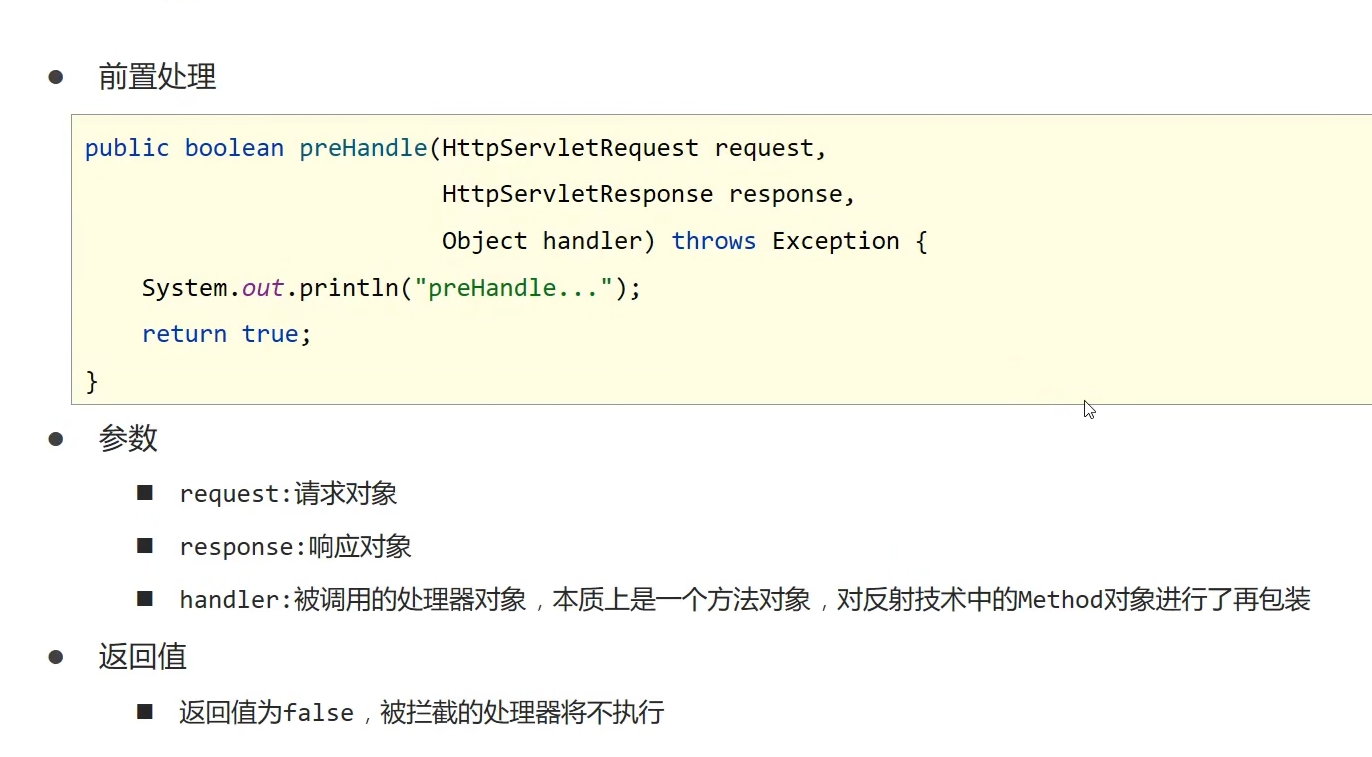 ● 前置处理
public boolean preHandle(HttpServletRequest request,
                         HttpServletResponse response,
                         Object handler) throws Exception {
    System.out.println("preHandle...");
    return true;
}
● 参数
■ request:请求对象
■ response:响应对象
■ handler:被调用的处理器对象，本质上是一个方法对象，对反射技术中的Method对象进行了再包装
● 返回值
■ 返回值为false，被拦截的处理器将不执行